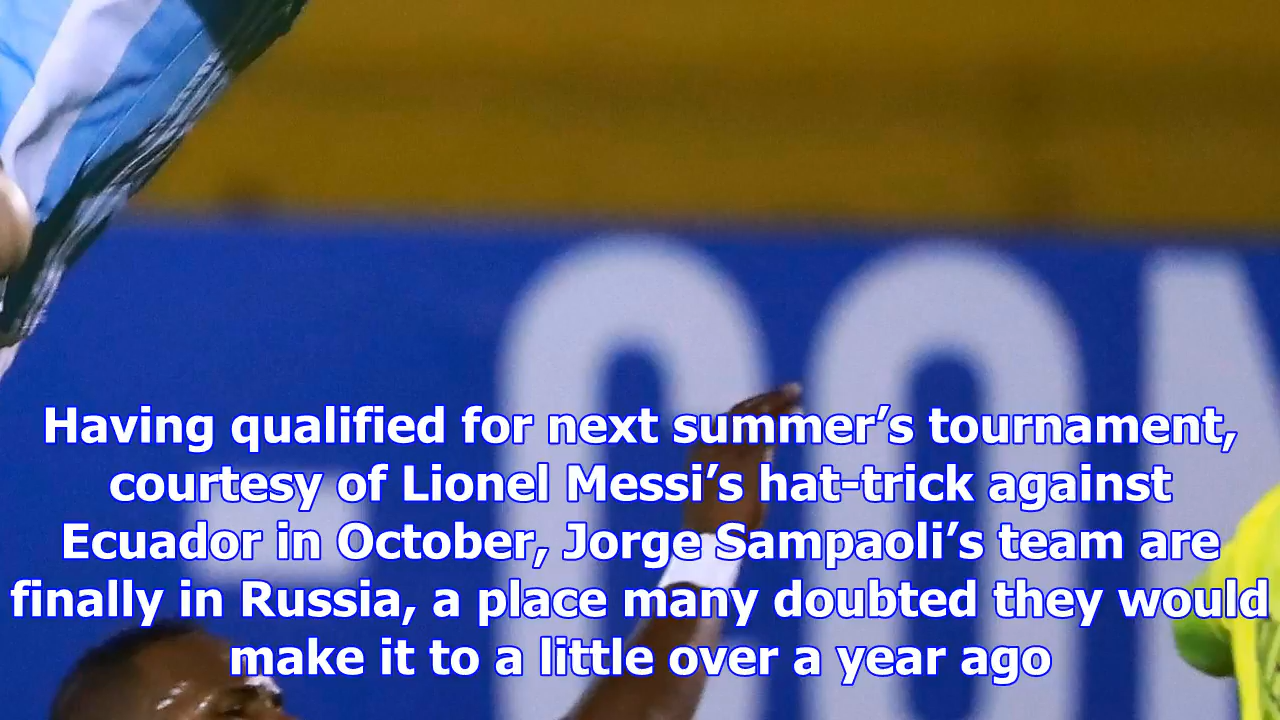 CON
Having qualified for next summer’s tournament,
courtesy of Lionel Messi’s hat-trick against
Ecuador in October, Jorge Sampaoli’s team are
finally in Russia, a place many doubted they would
make it to a little over a year ago